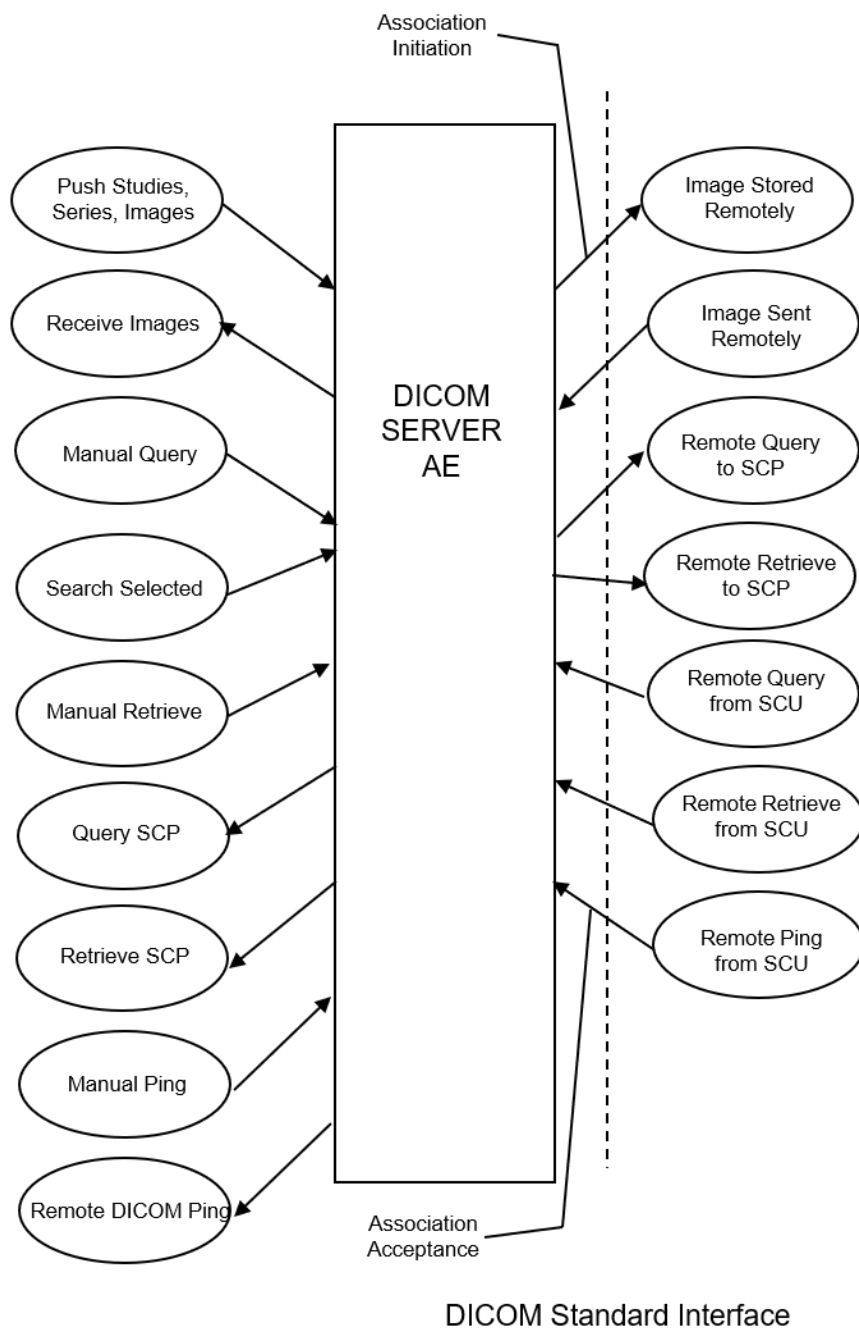 Association
Initiation
Push Studies,
Series, Images
Receive Images
Manual Query
Search Selected
Manual Retrieve
Query SCP
Retrieve SCP
Manual Ping
Remote DICOM Ping
DICOM
SERVER
AE
Image Stored
Remotely
Image Sent
Remotely
Remote Query
to SCP
Remote Retrieve
to SCP
Remote Query
from SCU
Remote Retrieve
from SCU
Remote Ping
from SCU
Association
Acceptance
DICOM Standard Interface